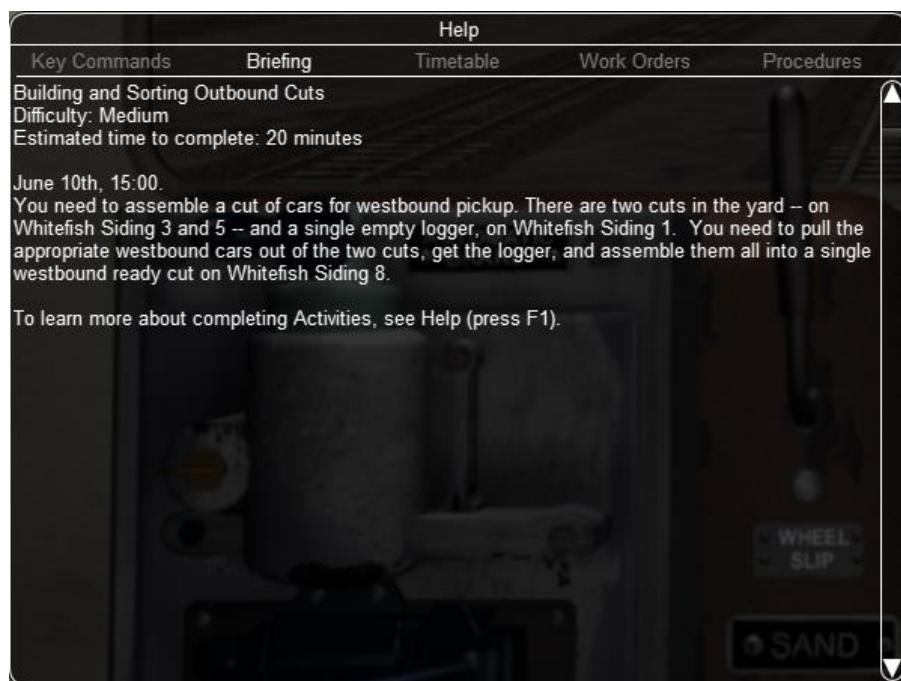 Help
Key Commands Briefing Timetable Work Orders Procedures
Building and Sorting Outbound Cuts
Difficulty: Medium
Estimated time to complete: 20 minutes
June 10th, 15:00.
You need to assemble a cut of cars for westbound pickup. There are two cuts in the yard -- on
Whitefish Siding 3 and 5 -- and a single empty logger, on Whitefish Siding 1. You need to pull the
appropriate westbound cars out of the two cuts, get the logger, and assemble them all into a single
westbound ready cut on Whitefish Siding 8.
To learn more about completing Activities, see Help (press F1).
WHEEL
SLIP
SAND